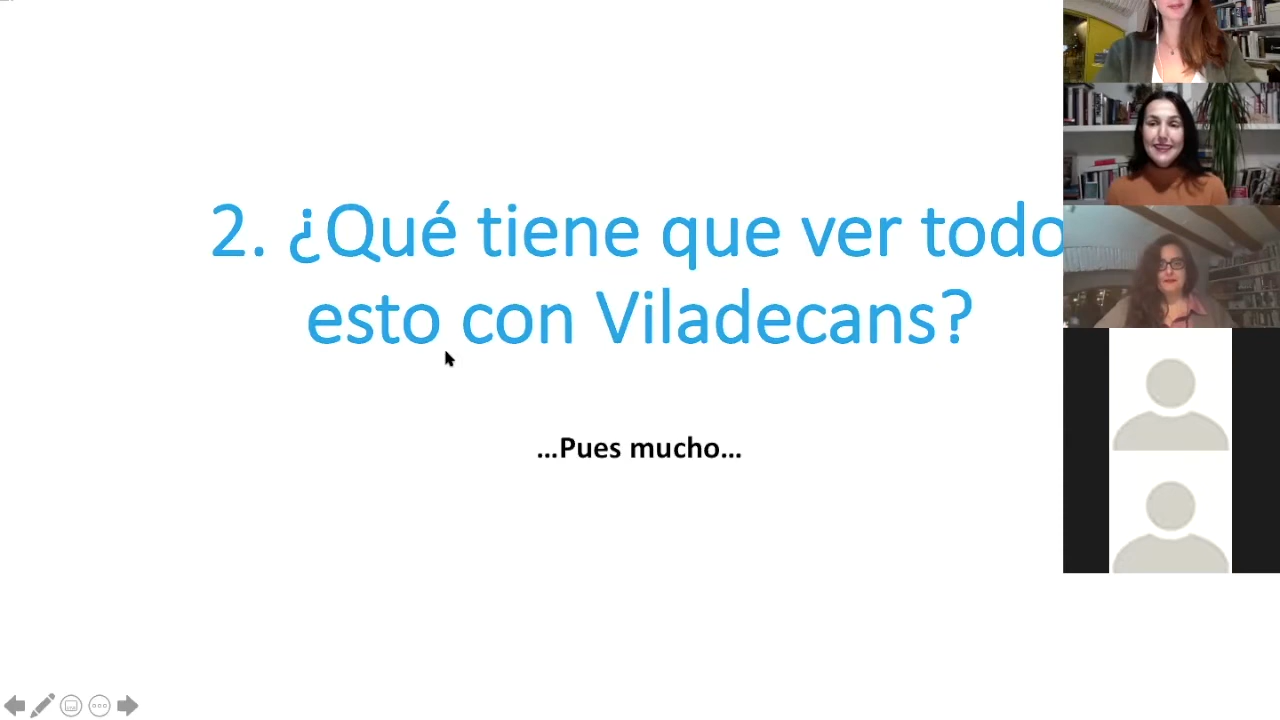 2. ¿Qué tiene que ver todo
esto con Viladecans?
...Pues mucho...